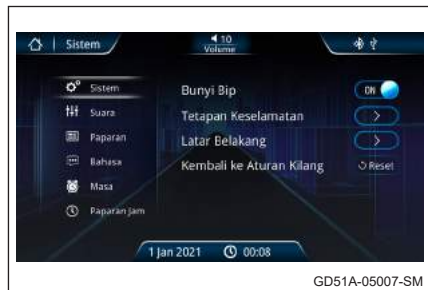 Sistem
10
Volume
Sistem
Suara
Paparan
Bahasa
Masa
Paparan Jam
Bunyi Bip
ON
Tetapan Keselamatan
Latar Belakang
Kembali ke Aturan Kilang
Reset
1 Jan 2021
00:08
GD51A-05007-SM